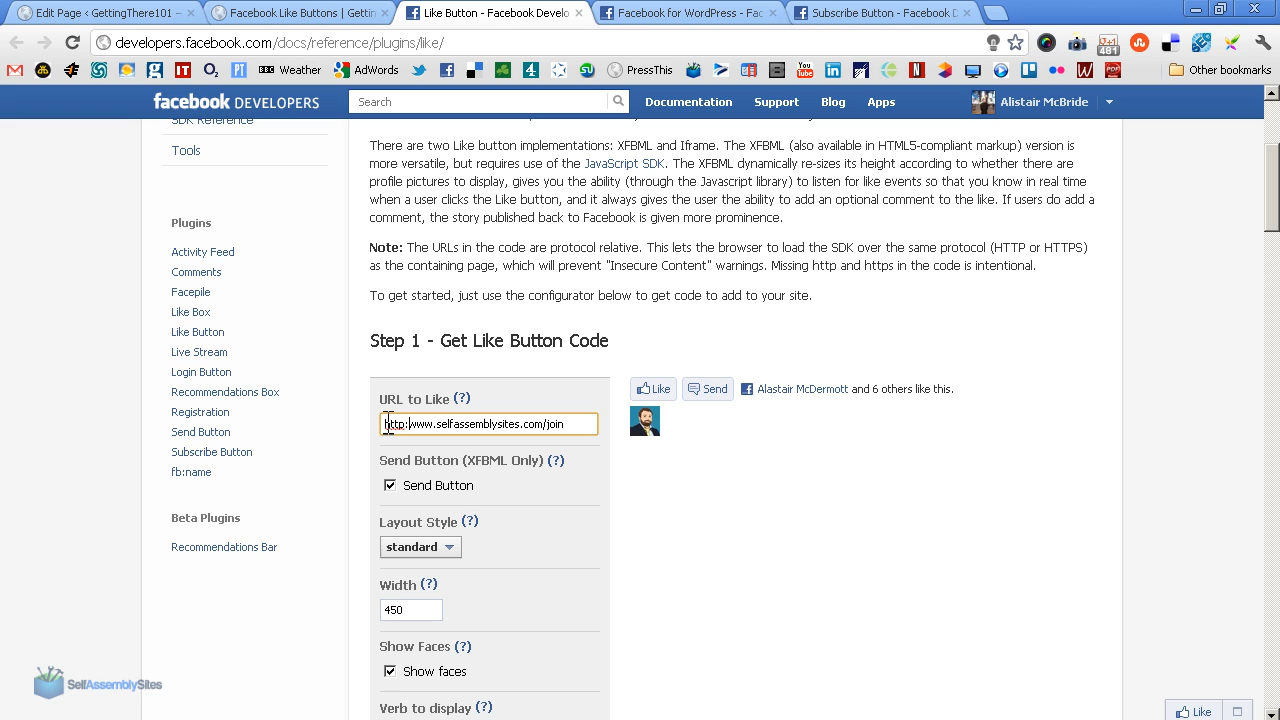 Edit Page ‹ GettingThere101 –
Facebook Like Buttons | Gettin
Like Button - Facebook Develo
Facebook for WordPress - Fac
Subscribe Button - Facebook D
developers.facebook.com/docs/reference/plugins/like/
481
Weather
AdWords
PressThis
Other bookmarks
facebook DEVELOPERS
Search
Documentation
Support
Blog
Apps
Alistair McBride
SDK Reference
Tools
Plugins
Activity Feed
Comments
Facepile
Like Box
Like Button
Live Stream
Login Button
Recommendations Box
Registration
Send Button
Subscribe Button
fb:name
Beta Plugins
Recommendations Bar
There are two Like button implementations: XFBML and Iframe. The XFBML (also available in HTML5-compliant markup) version is
more versatile, but requires use of the JavaScript SDK. The XFBML dynamically re-sizes its height according to whether there are
profile pictures to display, gives you the ability (through the Javascript library) to listen for like events so that you know in real time
when a user clicks the Like button, and it always gives the user the ability to add an optional comment to the like. If users do add a
comment, the story published back to Facebook is given more prominence.
Note: The URLs in the code are protocol relative. This lets the browser to load the SDK over the same protocol (HTTP or HTTPS)
as the containing page, which will prevent "Insecure Content" warnings. Missing http and https in the code is intentional.
To get started, just use the configurator below to get code to add to your site.
Step 1 - Get Like Button Code
URL to Like (?)
http:www.selfassemblysites.com/join
Send Button (XFBML Only) (?)
Send Button
Layout Style (?)
standard
Width (?)
450
Show Faces (?)
Show faces
Verb to display (?)
Like
Send
Alastair McDermott and 6 others like this.
SelfAssemblySites
Like